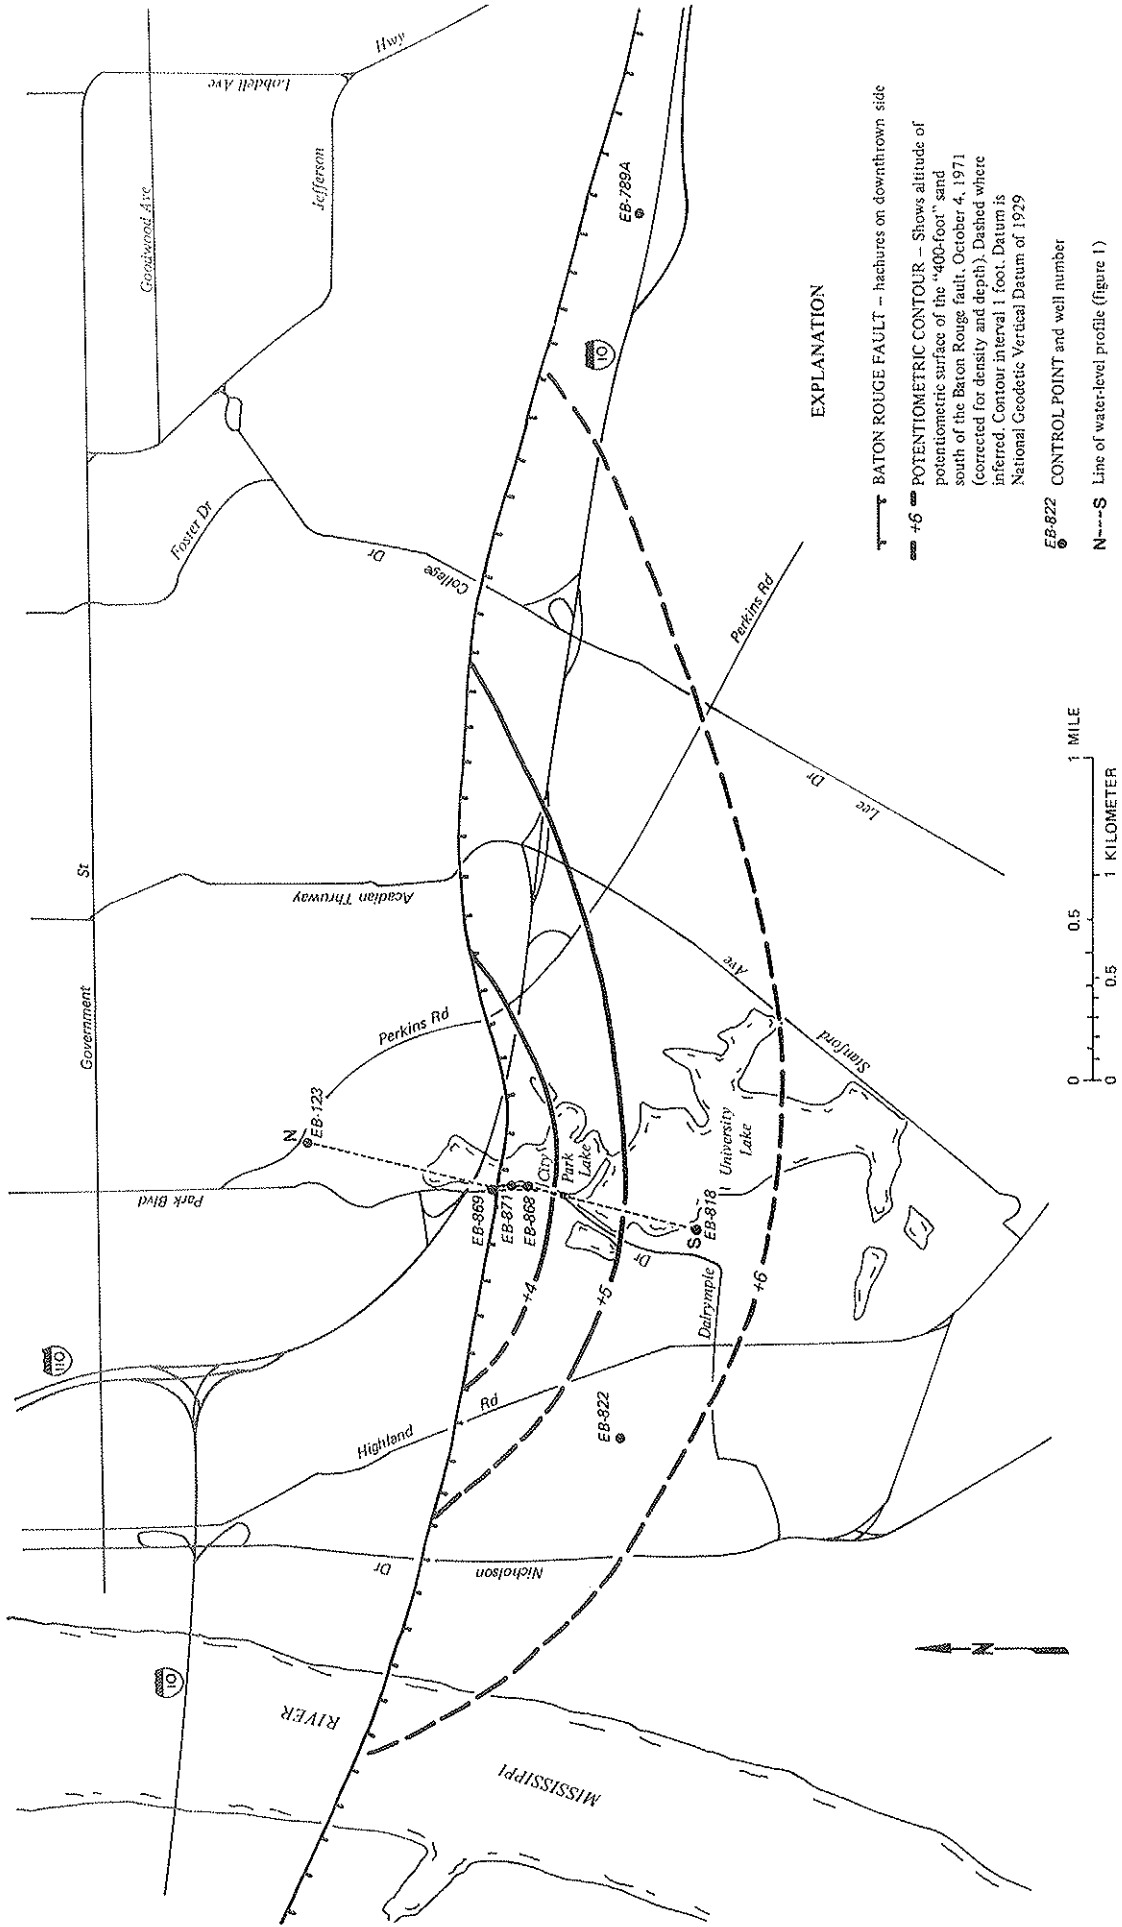 Government
St
Goodwood Ave
Lobdell Ave
Jefferson
Hwy
Foster Dr
College
Dr
Acadian Thruway
Perkins Rd
Perkins Rd
Park Blvd
N
EB-123
EB-869
EB-871
EB-868
City
Park
Lake
University
Lake
S
EB-818
Dalrymple
Dr
Stanford
Ave
Lee
Dr
110
10
10
Highland
Rd
Nicholson
Dr
EB-822
EB-789A
+4
+5
+6
MISSISSIPPI
RIVER
N
0
0.5
1 MILE
0
0.5
1 KILOMETER
EXPLANATION
BATON ROUGE FAULT – hachures on downthrown side
+6 POTENTIOMETRIC CONTOUR – Shows altitude of
potentiometric surface of the "400-foot" sand
south of the Baton Rouge fault, October 4, 1971
(corrected for density and depth). Dashed where
inferred. Contour interval 1 foot. Datum is
National Geodetic Vertical Datum of 1929
EB-822 CONTROL POINT and well number
N----S Line of water-level profile (figure 1)